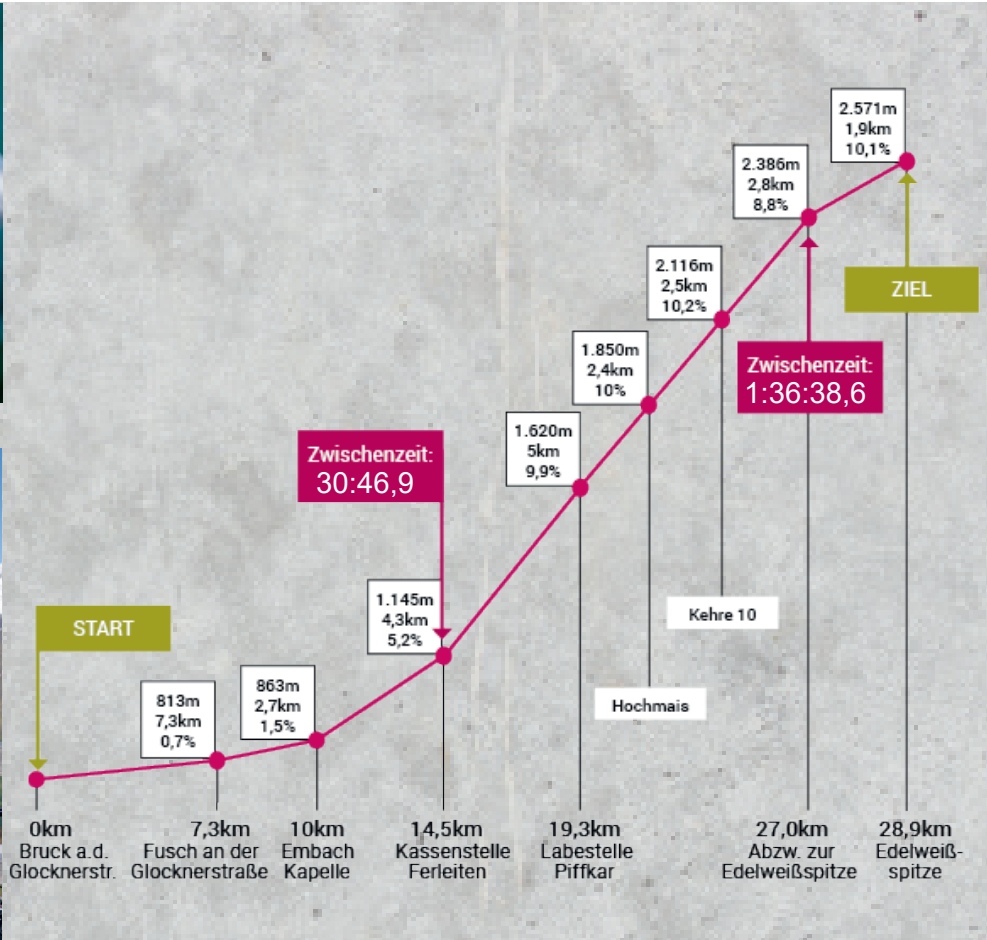 2.571m
1,9km
10,1%
2.386m
2,8km
8,8%
2.116m
2,5km
10,2%
ZIEL
1.850m
2,4km
10%
Zwischenzeit:
1:36:38,6
1.620m
5km
9,9%
Zwischenzeit:
30:46,9
1.145m
4,3km
5,2%
START
Kehre 10
863m
2,7km
1,5%
813m
7,3km
0,7%
Hochmais
0km
Bruck a.d.
Glocknerstr.
7,3km
Fusch an der
Glocknerstraße
10km
Embach
Kapelle
14,5km
Kassenstelle
Ferleiten
19,3km
Labestelle
Piffkar
27,0km
Abzw. zur
Edelweißspitze
28,9km
Edelweiß-
spitze